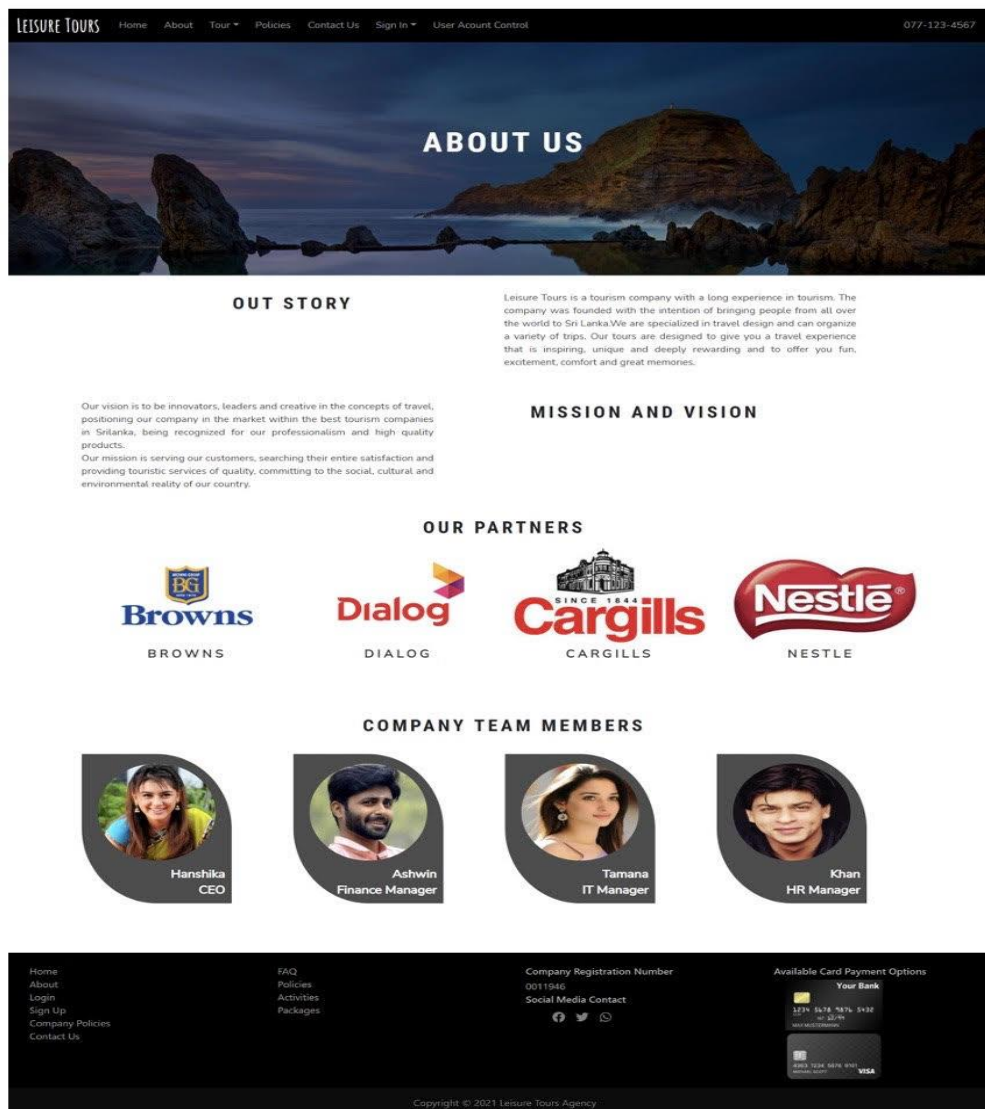 LEISURE TOURS Home About Tour Policies Contact Us Sign In User Acount Control 077-123-4567
ABOUT US
OUT STORY
Leisure Tours is a tourism company with a long experience in tourism. The
company was founded with the intention of bringing people from all over
the world to Sri Lanka.We are specialized in travel design and can organize
a variety of trips. Our tours are designed to give you a travel experience
that is inspiring, unique and deeply rewarding and to offer you fun,
excitement, comfort and great memories.
Our vision is to be innovators, leaders and creative in the concepts of travel,
positioning our company in the market within the best tourism companies
in Srilanka, being recognized for our professionalism and high quality
products.
Our mission is serving our customers, searching their entire satisfaction and
providing touristic services of quality, committing to the social, cultural and
environmental reality of our country.
MISSION AND VISION
OUR PARTNERS
BG
Browns
BROWNS
Dialog
DIALOG
SINCE 1844
Cargills
CARGILLS
Nestlé®
NESTLE
COMPANY TEAM MEMBERS
Hanshika
CEO
Ashwin
Finance Manager
Tamana
IT Manager
Khan
HR Manager
Home
About
Login
Sign Up
Company Policies
Contact Us
FAQ
Policies
Activities
Packages
Company Registration Number
0011946
Social Media Contact
Available Card Payment Options
Your Bank
1234 5678 9876 5432
MAX MUSTERMANN
VISA
Copyright © 2021 Leisure Tours Agency